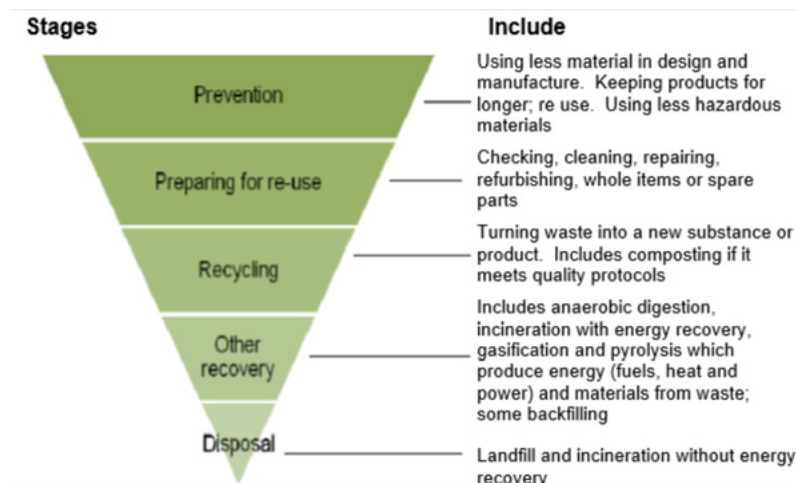 Stages
Include
Prevention
Using less material in design and
manufacture. Keeping products for
longer; re use. Using less hazardous
materials
Preparing for re-use
Checking, cleaning, repairing,
refurbishing, whole items or spare
parts
Recycling
Turning waste into a new substance or
product. Includes composting if it
meets quality protocols
Other
recovery
Includes anaerobic digestion,
incineration with energy recovery,
gasification and pyrolysis which
produce energy (fuels, heat and
power) and materials from waste;
some backfilling
Disposal
Landfill and incineration without energy
recovery